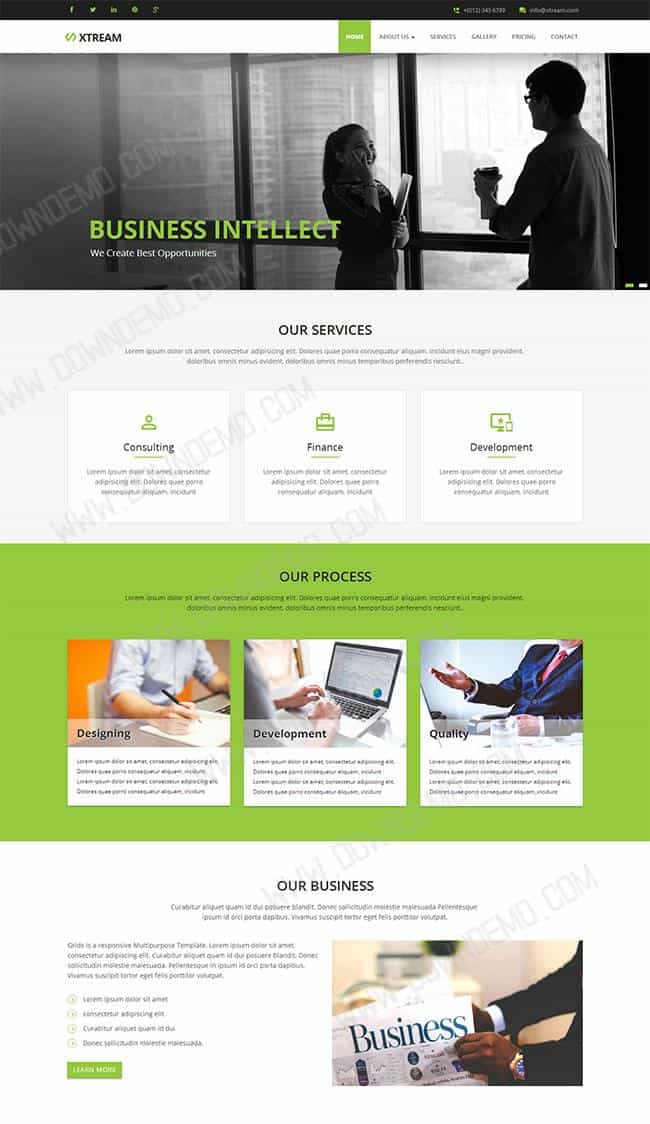 +(012) 345 6789 info@xtream.com
XTREAM HOME ABOUT US SERVICES GALLERY PRICING CONTACT
BUSINESS INTELLECT
We Create Best Opportunities
OUR SERVICES
Lorem ipsum dolor sit amet, consectetur adipisicing elit. Dolores quae porro consequatur aliquam, incidunt eius magni provident,
doloribus omnis minus ovident, doloribus omnis minus temporibus perferendis nesciunt..
Consulting
Lorem ipsum dolor sit amet, consectetur
adipisicing elit. Dolores quae porro
consequatur aliquam, incidunt
Finance
Lorem ipsum dolor sit amet, consectetur
adipisicing elit. Dolores quae porro
consequatur aliquam, incidunt
Development
Lorem ipsum dolor sit amet, consectetur
adipisicing elit. Dolores quae porro
consequatur aliquam, incidunt
OUR PROCESS
Lorem ipsum dolor sit amet, consectetur adipisicing elit. Dolores quae porro consequatur aliquam, incidunt eius magni provident,
doloribus omnis minus ovident, doloribus omnis minus temporibus perferendis nesciunt..
Designing
Lorem ipsum dolor sit amet, consectetur adipisicing elit.
Dolores quae porro consequatur aliquam, incidunt
Lorem ipsum dolor sit amet, consectetur adipisicing elit.
Dolores quae porro consequatur aliquam, incidunt
Development
Lorem ipsum dolor sit amet, consectetur adipisicing elit.
Dolores quae porro consequatur aliquam, incidunt
Lorem ipsum dolor sit amet, consectetur adipisicing elit.
Dolores quae porro consequatur aliquam, incidunt
Quality
Lorem ipsum dolor sit amet, consectetur adipisicing elit.
Dolores quae porro consequatur aliquam, incidunt
Lorem ipsum dolor sit amet, consectetur adipisicing elit.
Dolores quae porro consequatur aliquam, incidunt
OUR BUSINESS
Curabitur aliquet quam id dui posuere blandit. Donec sollicitudin molestie malesuada Pellentesque
ipsum id orci porta dapibus. Vivamus suscipit tortor eget felis porttitor volutpat.
Grids is a responsive Multipurpose Template. Lorem ipsum dolor sit amet,
consectetur adipiscing elit. Curabitur aliquet quam id dui posuere blandit. Donec
sollicitudin molestie malesuada. Pellentesque in ipsum id orci porta dapibus.
Vivamus suscipit tortor eget felis porttitor volutpat.
Lorem ipsum dolor sit amet
consectetur adipiscing elit
Curabitur aliquet quam id dui
Donec sollicitudin molestie malesuada.
LEARN MORE
Business
WWW.DOWNDEMO.COM